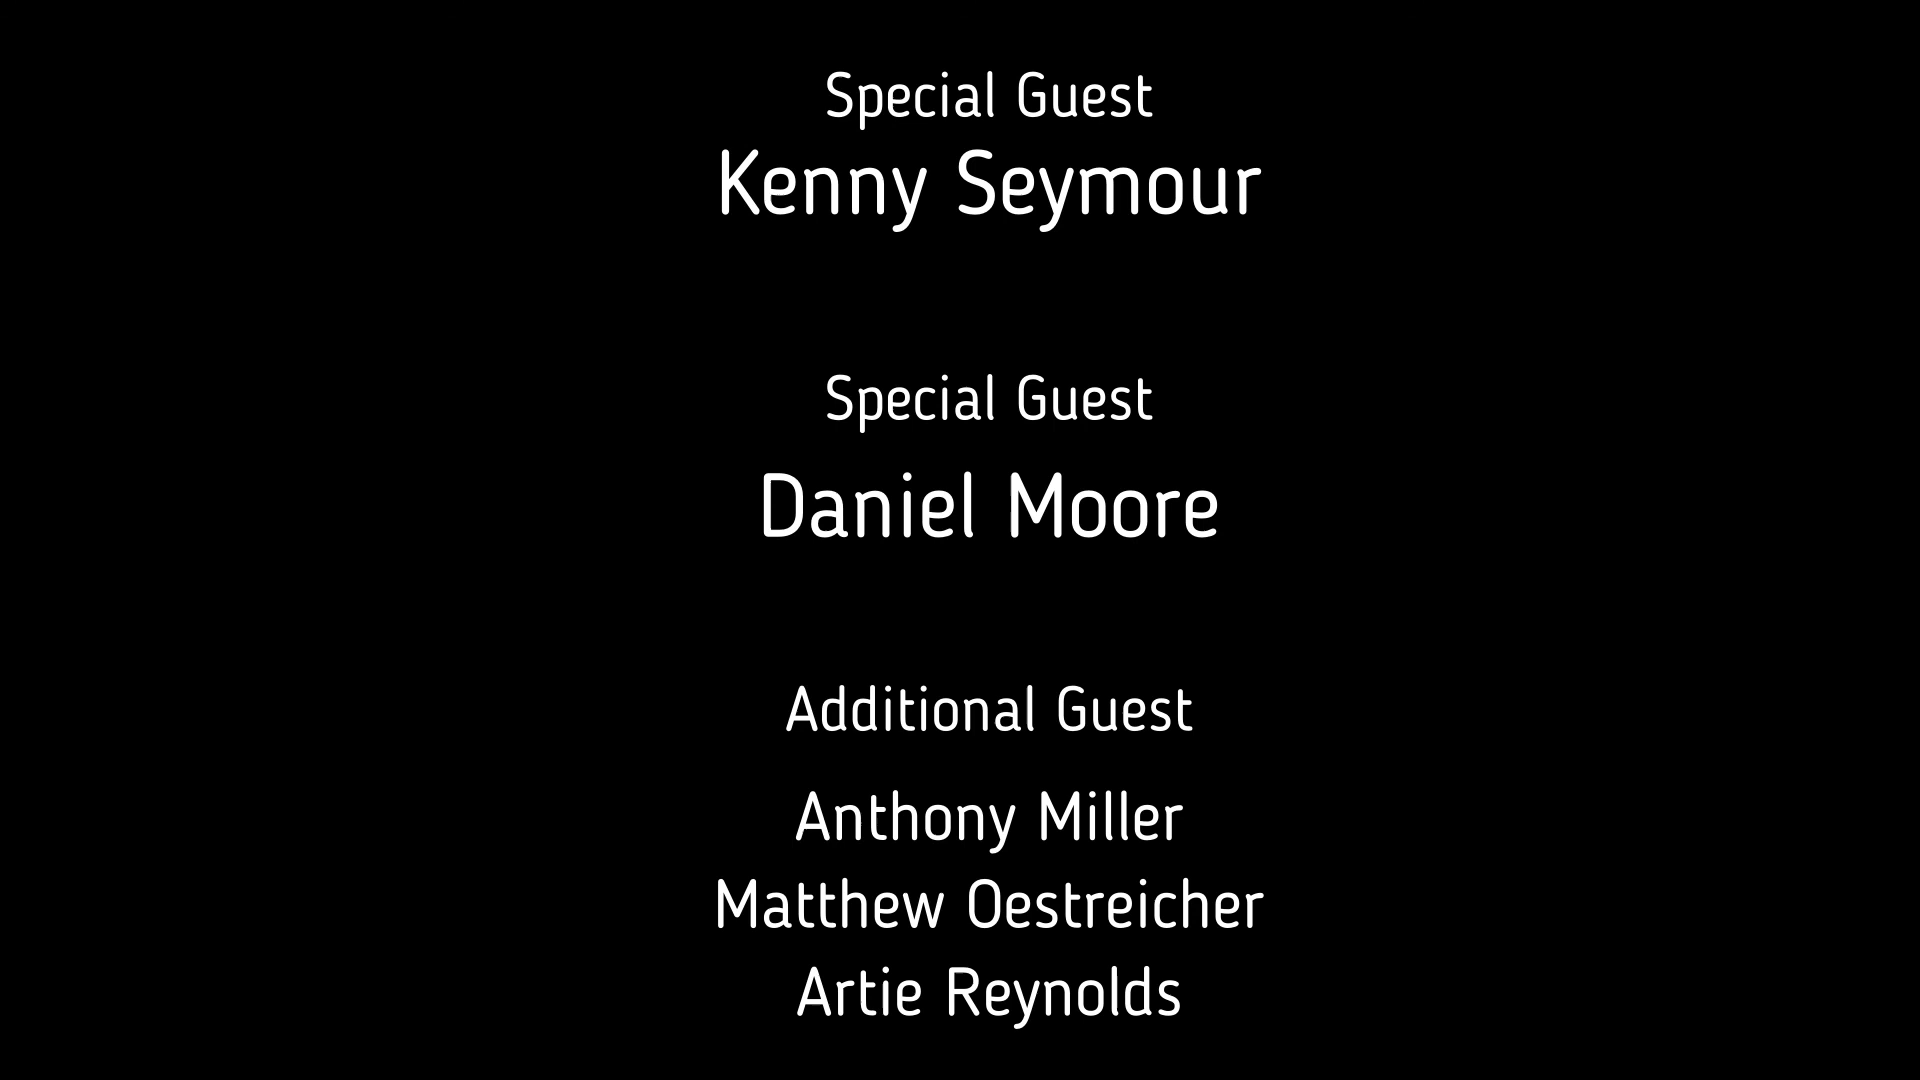 Special Guest
Kenny Seymour
Special Guest
Daniel Moore
Additional Guest
Anthony Miller
Matthew Oestreicher
Artie Reynolds